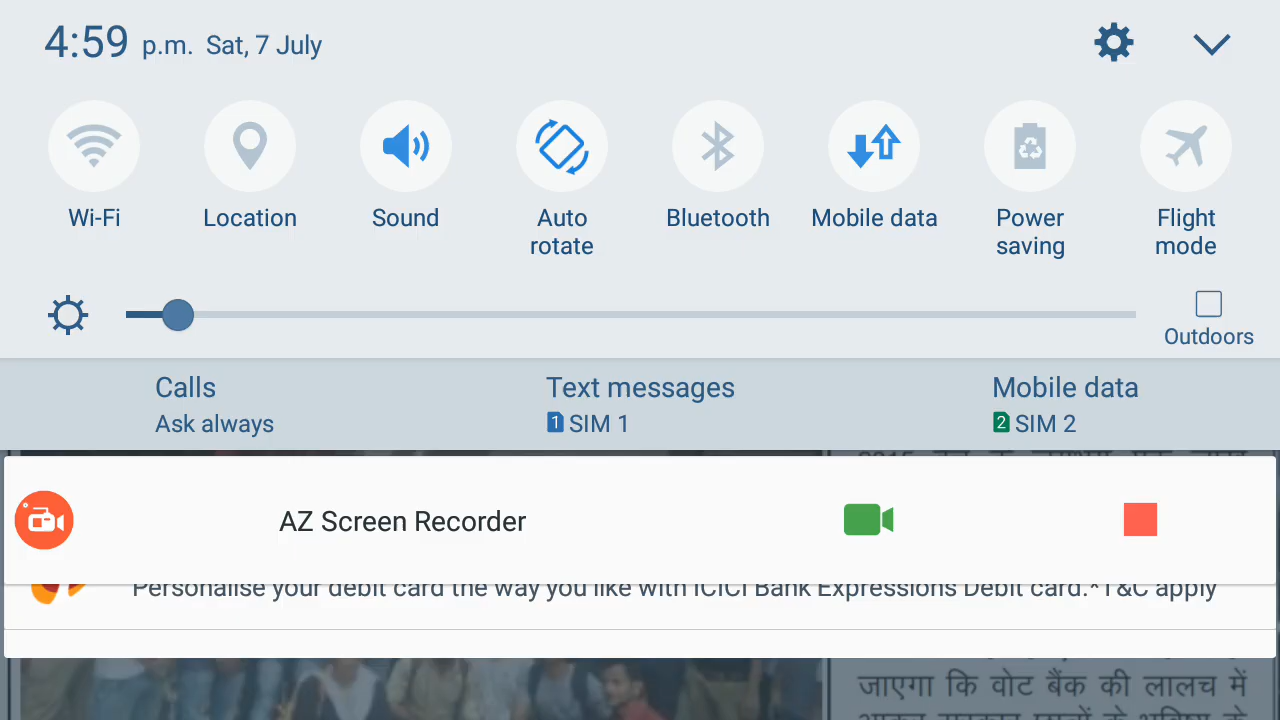 4:59 p.m. Sat, 7 July
Wi-Fi
Location
Sound
Auto rotate
Bluetooth
Mobile data
Power saving
Flight mode
Outdoors
Calls
Text messages
Mobile data
Ask always
1 SIM 1
2 SIM 2
AZ Screen Recorder
Personalise your debit card the way you like with ICICI Bank Expressions Debit card.*T&C apply
जाएगा कि वोट बैंक की लालच में